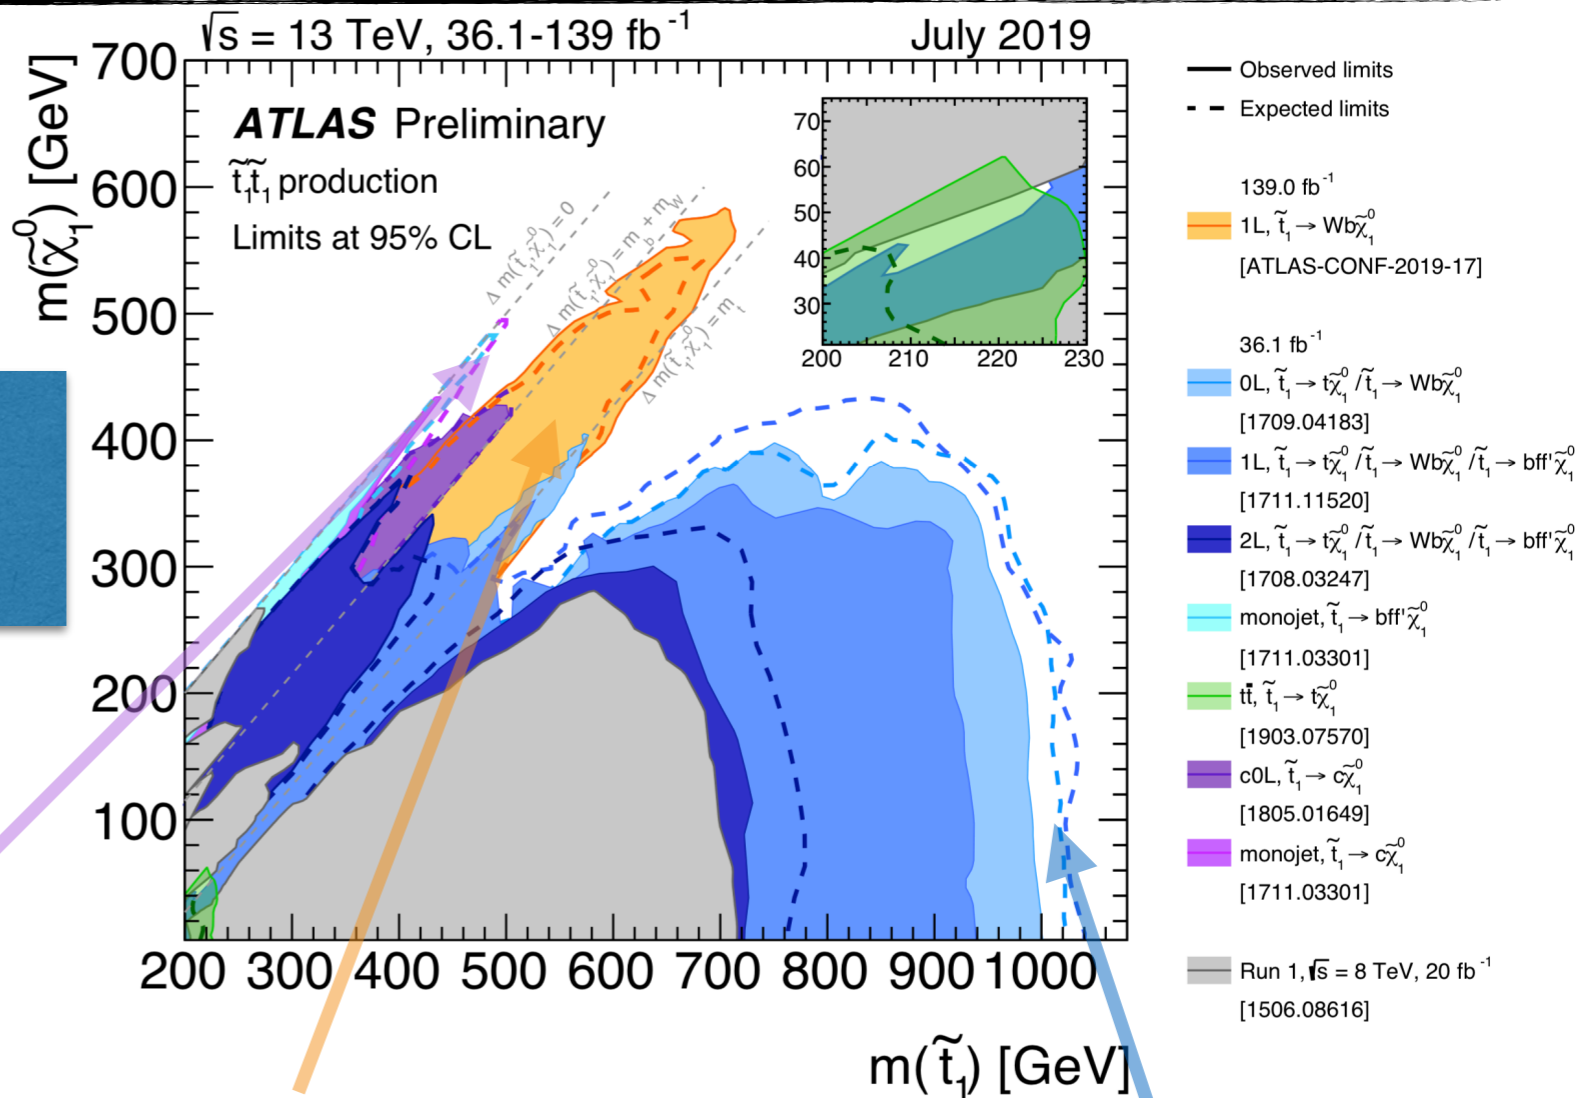 √s = 13 TeV, 36.1-139 fb⁻¹ July 2019
ATLAS Preliminary
t̃₁t̃₁ production
Limits at 95% CL
m(χ̃₁⁰) [GeV]
700
600
500
400
300
200
100
Δ m(t̃₁,χ̃₁⁰) = 0
Δ m(t̃₁,χ̃₁⁰) = m_b + m_W
Δ m(t̃₁,χ̃₁⁰) = m_t
70
60
50
40
30
200 210 220 230
200 300 400 500 600 700 800 900 1000
m(t̃₁) [GeV]
Observed limits
Expected limits
139.0 fb⁻¹
1L, t̃₁ → Wbχ̃₁⁰
[ATLAS-CONF-2019-17]
36.1 fb⁻¹
0L, t̃₁ → tχ̃₁⁰ / t̃₁ → Wbχ̃₁⁰
[1709.04183]
1L, t̃₁ → tχ̃₁⁰ / t̃₁ → Wbχ̃₁⁰ / t̃₁ → bff'χ̃₁⁰
[1711.11520]
2L, t̃₁ → tχ̃₁⁰ / t̃₁ → Wbχ̃₁⁰ / t̃₁ → bff'χ̃₁⁰
[1708.03247]
monojet, t̃₁ → bff'χ̃₁⁰
[1711.03301]
tt̄, t̃₁ → tχ̃₁⁰
[1903.07570]
c0L, t̃₁ → cχ̃₁⁰
[1805.01649]
monojet, t̃₁ → cχ̃₁⁰
[1711.03301]
Run 1, √s = 8 TeV, 20 fb⁻¹
[1506.08616]